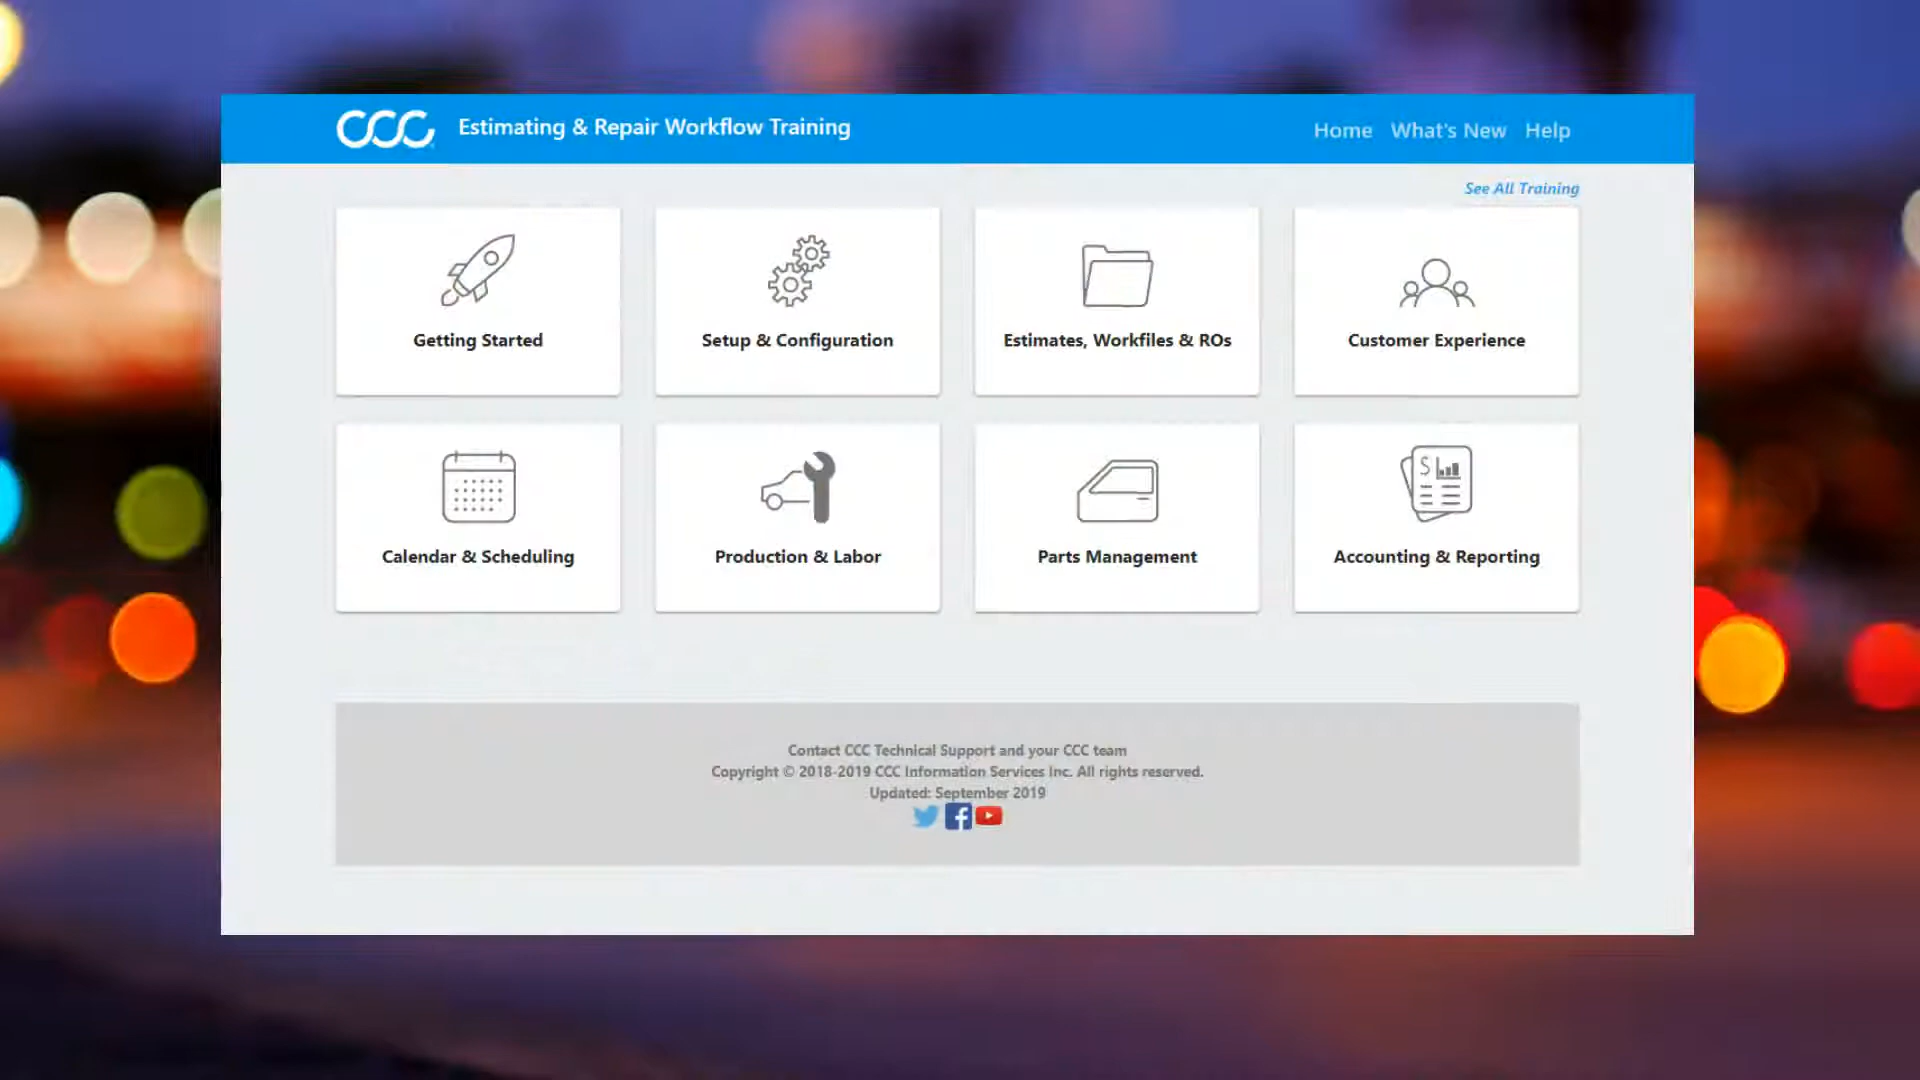 CCC Estimating & Repair Workflow Training
Home What's New Help
See All Training
Getting Started
Setup & Configuration
Estimates, Workfiles & ROs
Customer Experience
Calendar & Scheduling
Production & Labor
Parts Management
$
Accounting & Reporting
Contact CCC Technical Support and your CCC team
Copyright © 2018-2019 CCC Information Services Inc. All rights reserved.
Updated: September 2019